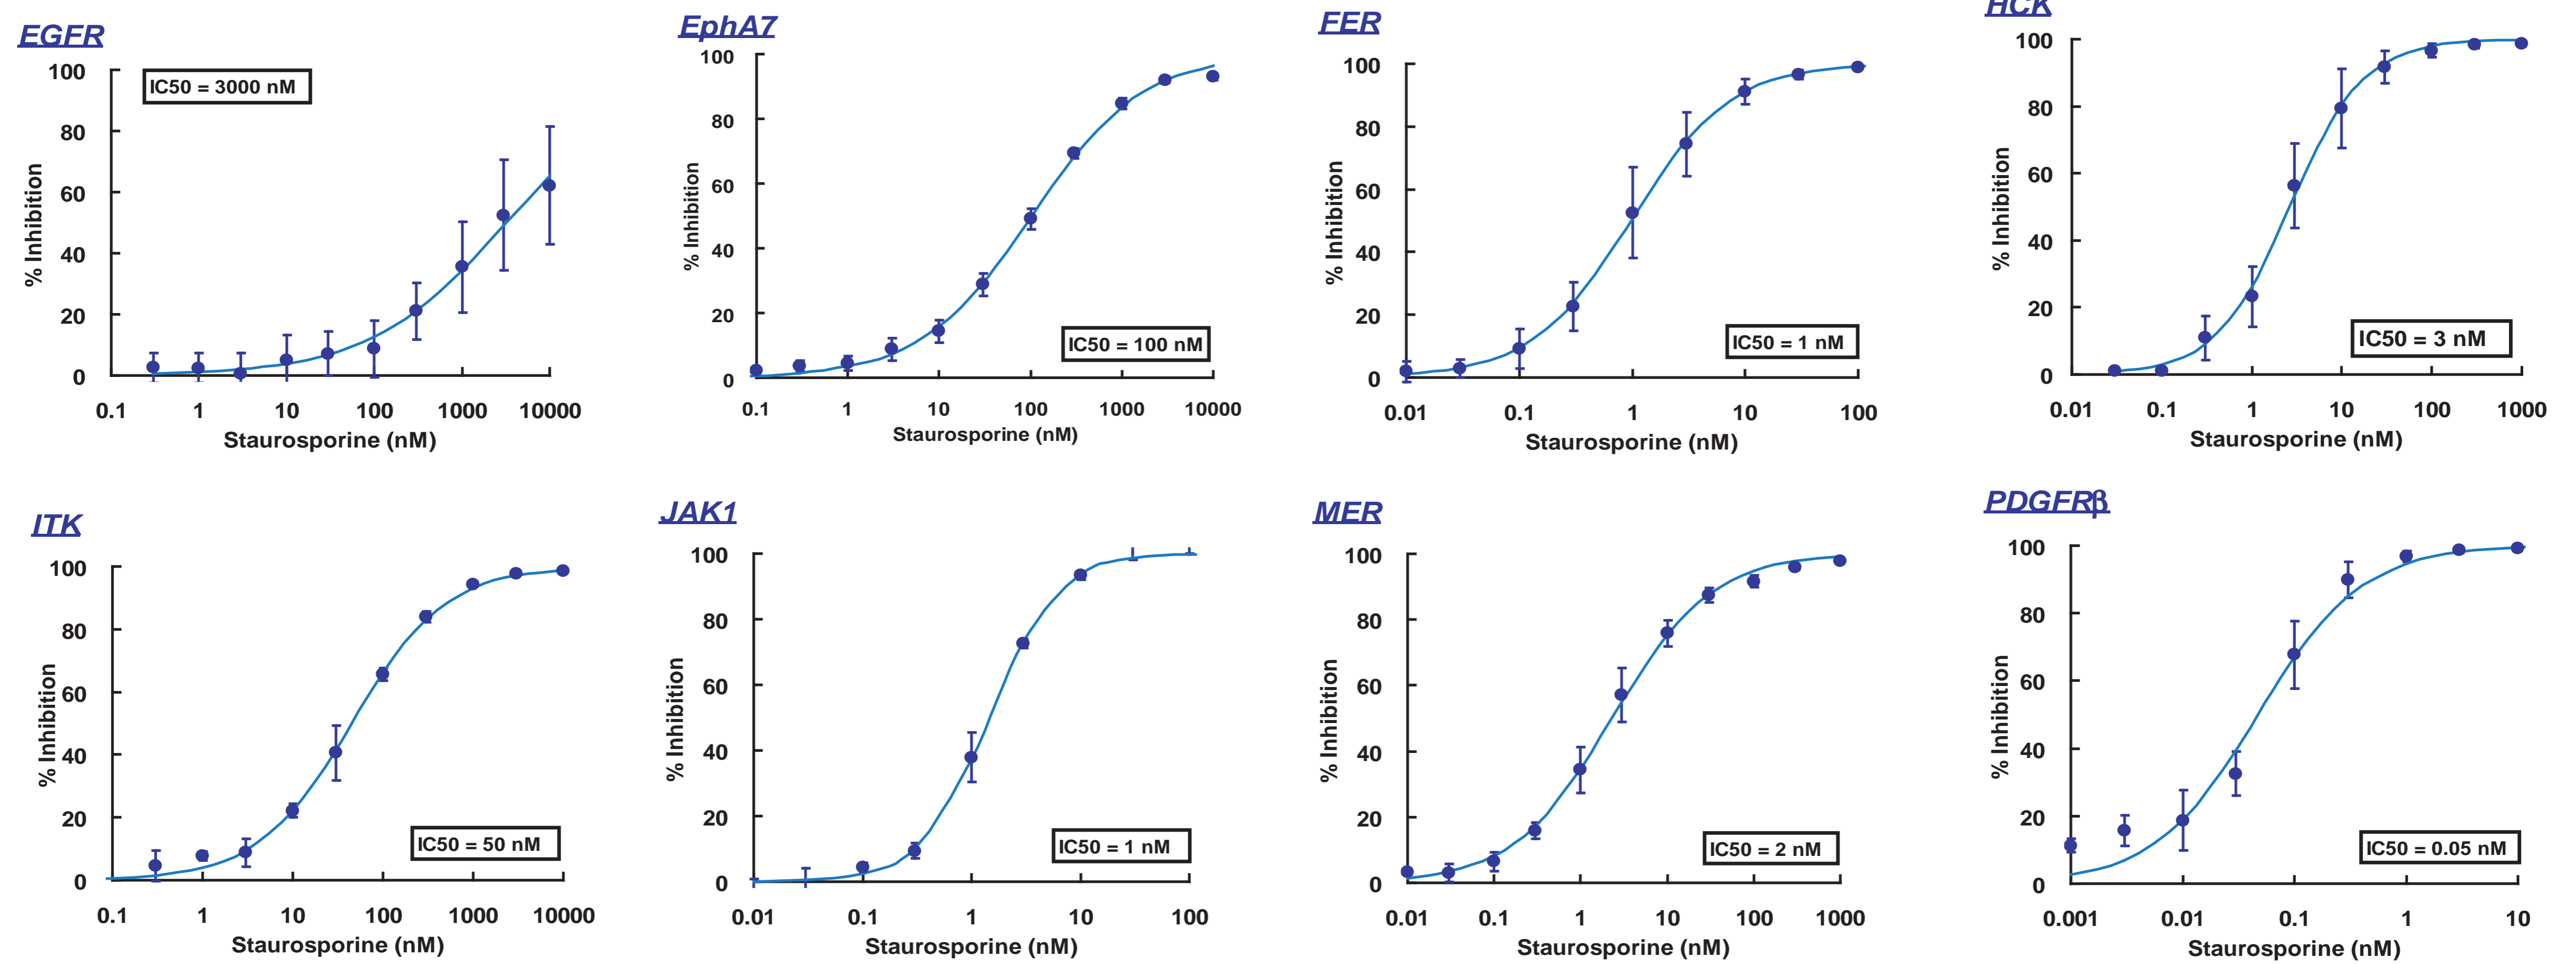 EGFR
100
80
60
40
20
0
% Inhibition
IC50 = 3000 nM
0.1 1 10 100 1000 10000
Staurosporine (nM)
EphA7
100
80
60
40
20
0
% Inhibition
IC50 = 100 nM
0.1 1 10 100 1000 10000
Staurosporine (nM)
FER
100
80
60
40
20
0
% Inhibition
IC50 = 1 nM
0.01 0.1 1 10 100
Staurosporine (nM)
HCK
100
80
60
40
20
0
% Inhibition
IC50 = 3 nM
0.01 0.1 1 10 100 1000
Staurosporine (nM)
ITK
100
80
60
40
20
0
% Inhibition
IC50 = 50 nM
0.1 1 10 100 1000 10000
Staurosporine (nM)
JAK1
100
80
60
40
20
0
% Inhibition
IC50 = 1 nM
0.01 0.1 1 10 100
Staurosporine (nM)
MER
100
80
60
40
20
0
% Inhibition
IC50 = 2 nM
0.01 0.1 1 10 100 1000
Staurosporine (nM)
PDGFRβ
100
80
60
40
20
0
% Inhibition
IC50 = 0.05 nM
0.001 0.01 0.1 1 10
Staurosporine (nM)